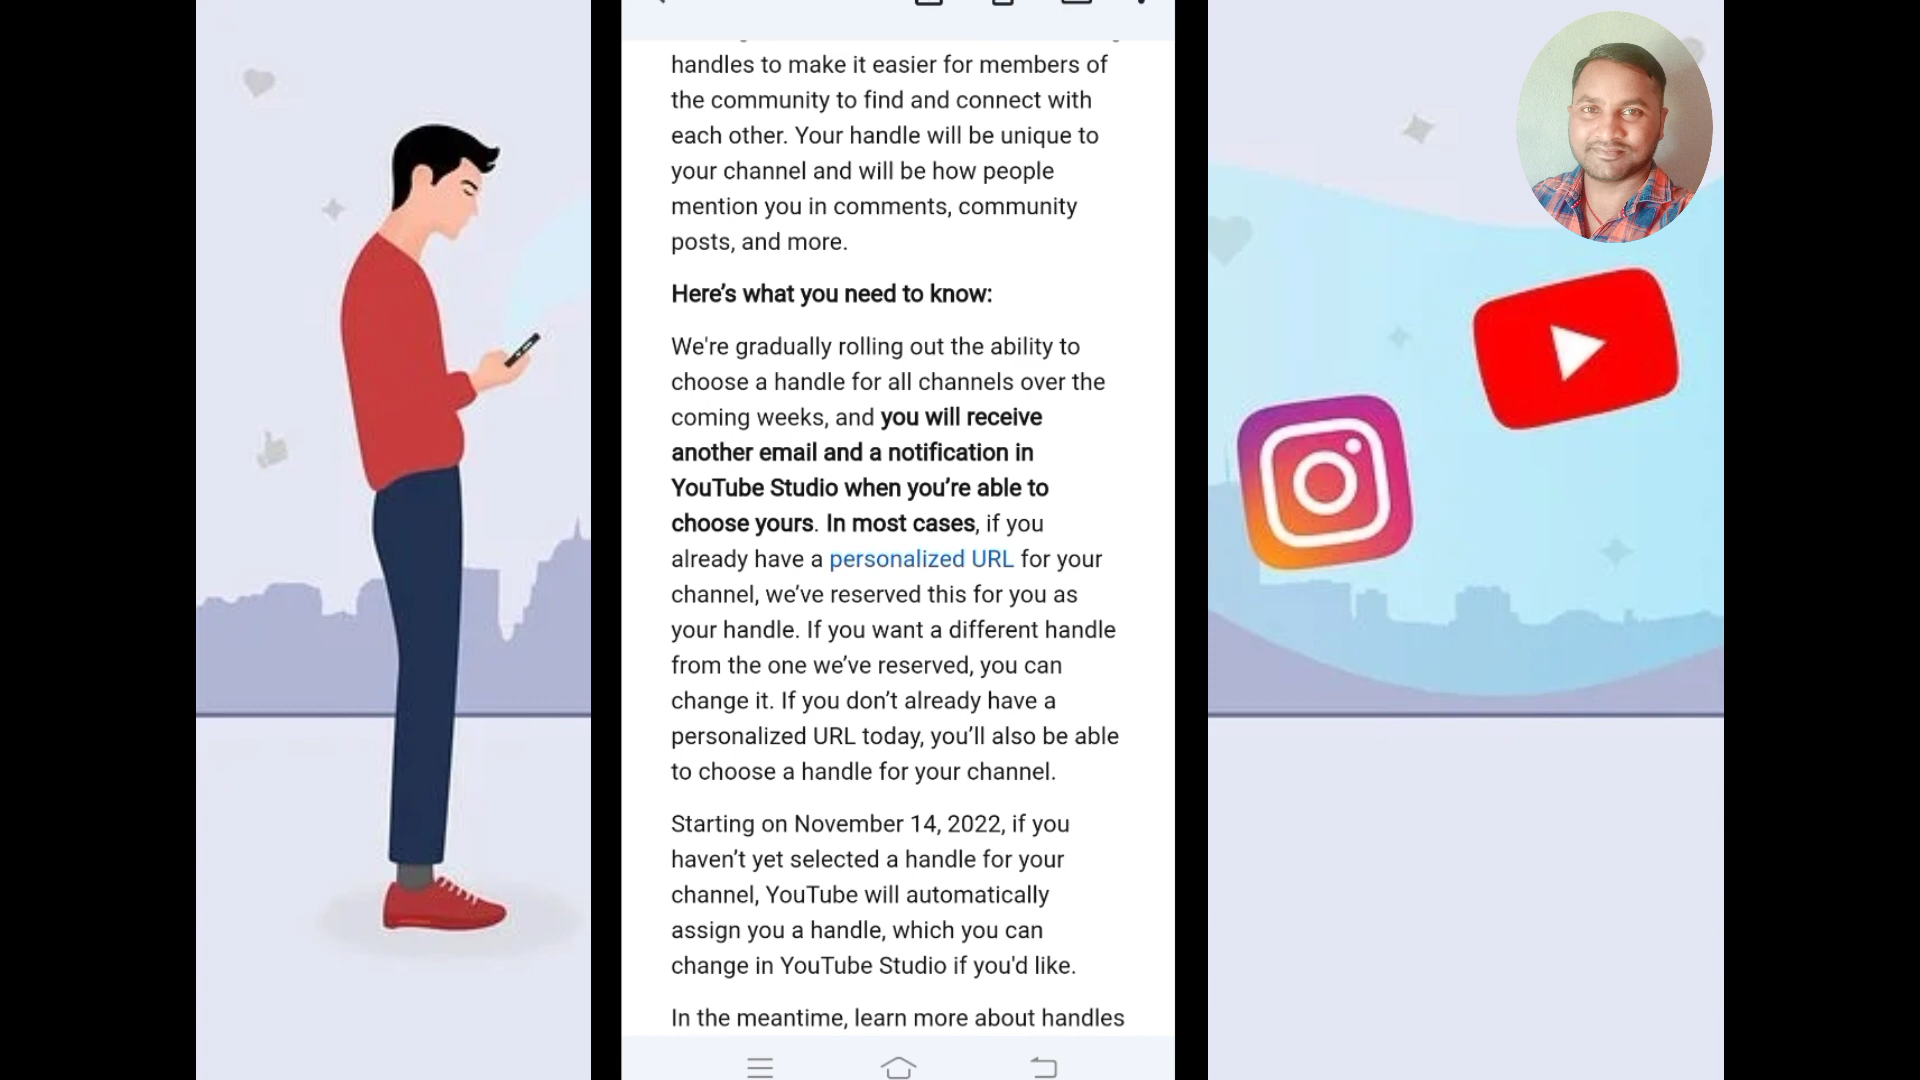 handles to make it easier for members of
the community to find and connect with
each other. Your handle will be unique to
your channel and will be how people
mention you in comments, community
posts, and more.
Here’s what you need to know:
We're gradually rolling out the ability to
choose a handle for all channels over the
coming weeks, and you will receive
another email and a notification in
YouTube Studio when you’re able to
choose yours. In most cases, if you
already have a personalized URL for your
channel, we’ve reserved this for you as
your handle. If you want a different handle
from the one we’ve reserved, you can
change it. If you don’t already have a
personalized URL today, you’ll also be able
to choose a handle for your channel.
Starting on November 14, 2022, if you
haven’t yet selected a handle for your
channel, YouTube will automatically
assign you a handle, which you can
change in YouTube Studio if you'd like.
In the meantime, learn more about handles